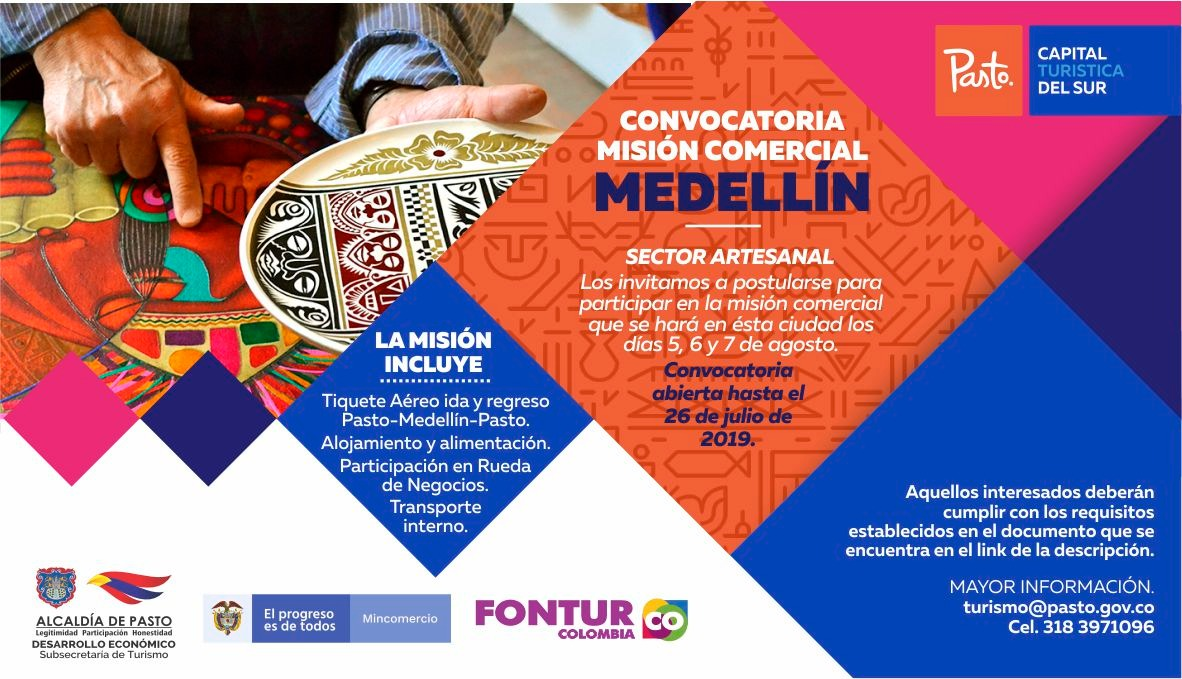 Pasto.
CAPITAL
TURISTICA
DEL SUR
CONVOCATORIA
MISIÓN COMERCIAL
MEDELLÍN
SECTOR ARTESANAL
Los invitamos a postularse para
participar en la misión comercial
que se hará en ésta ciudad los
días 5, 6 y 7 de agosto.
Convocatoria
abierta hasta el
26 de julio de
2019.
LA MISIÓN
INCLUYE
Tiquete Aéreo ida y regreso
Pasto-Medellín-Pasto.
Alojamiento y alimentación.
Participación en Rueda
de Negocios.
Transporte
interno.
Aquellos interesados deberán
cumplir con los requisitos
establecidos en el documento que se
encuentra en el link de la descripción.
MAYOR INFORMACIÓN.
turismo@pasto.gov.co
Cel. 318 3971096
ALCALDÍA DE PASTO
Legitimidad Participación Honestidad
DESARROLLO ECONÓMICO
Subsecretaría de Turismo
El progreso
es de todos
Mincomercio
FONTUR
COLOMBIA
CO